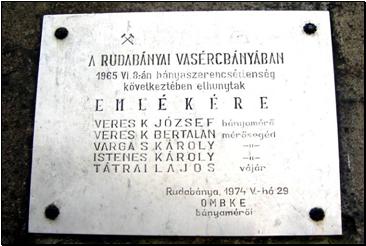 A RUDABÁNYAI VASÉRCBÁNYÁBAN
1965 VI. 8-án bányaszerencsétlenség
következtében elhunytak
EMLÉKÉRE
VERES K JÓZSEF bányamérő
VERES K BERTALAN mérősegéd
VARGA S. KÁROLY -"-
ISTENES KÁROLY -"-
TÁTRAI LAJOS vájár
Rudabánya, 1974 V.-hó 29
OMBKE
bányamérői